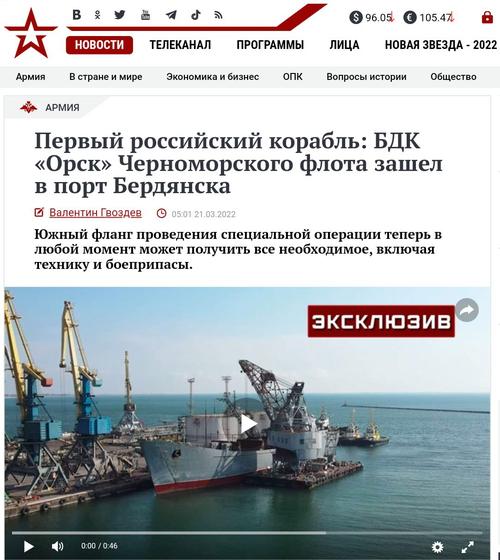 $ 96.05 € 105.47
НОВОСТИ ТЕЛЕКАНАЛ ПРОГРАММЫ ЛИЦА НОВАЯ ЗВЕЗДА - 2022
Армия В стране и мире Экономика и бизнес ОПК Вопросы истории Общество
АРМИЯ
Первый российский корабль: БДК
«Орск» Черноморского флота зашел
в порт Бердянска
Валентин Гвоздев 05:01 21.03.2022
Южный фланг проведения специальной операции теперь в
любой момент может получить все необходимое, включая
технику и боеприпасы.
ЭКСКЛЮЗИВ
0:00 / 0:46